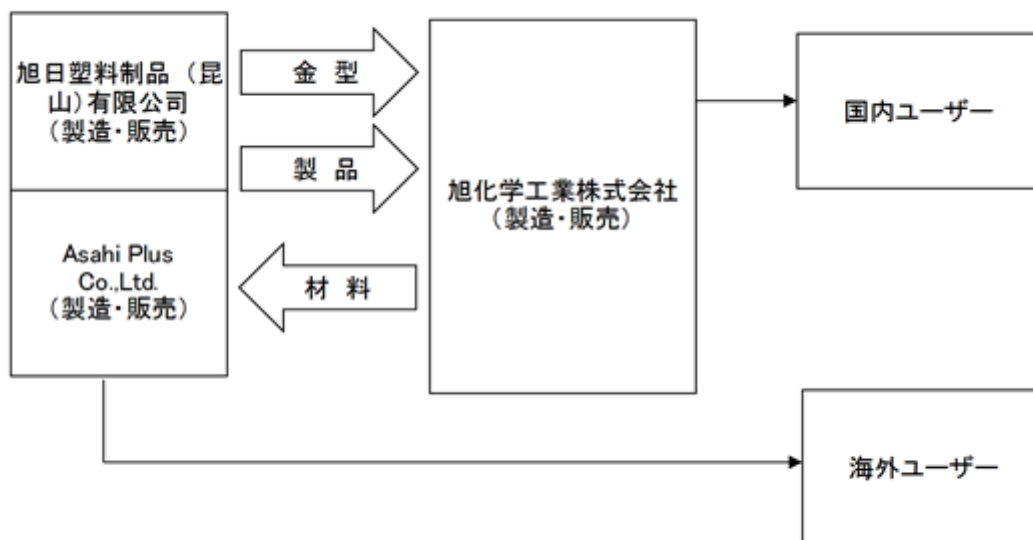 旭日塑料制品（昆
山）有限公司
（製造・販売）
Asahi Plus
Co.,Ltd.
（製造・販売）
金 型
製 品
材 料
旭化学工業株式会社
（製造・販売）
国内ユーザー
海外ユーザー